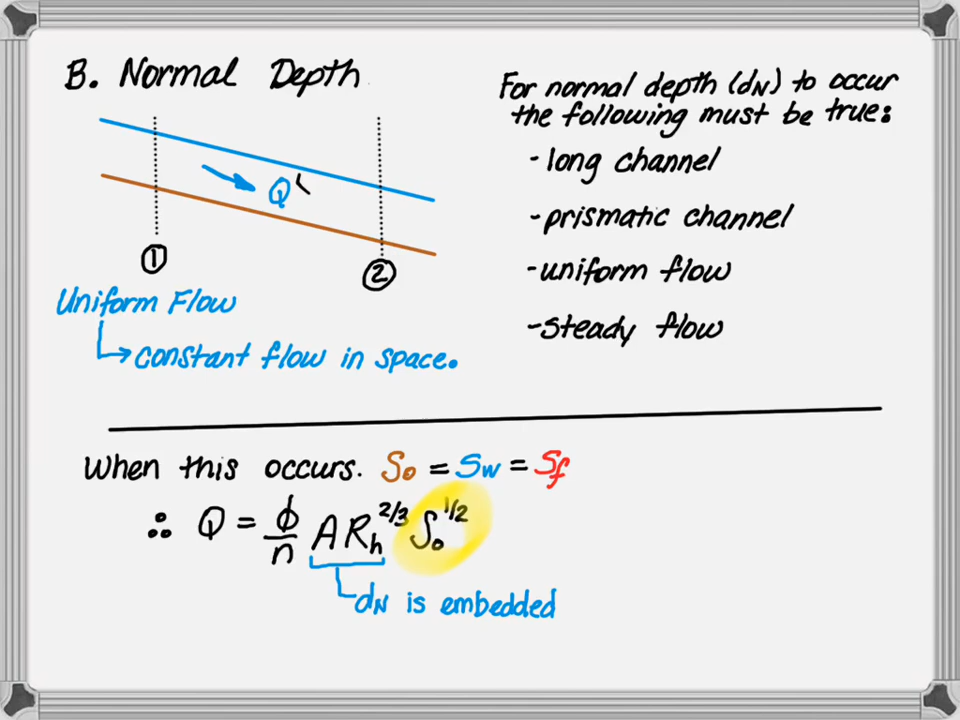 B. Normal Depth
Q
1
2
Uniform Flow
constant flow in space.
For normal depth (dN) to occur
the following must be true:
-long channel
-prismatic channel
-uniform flow
-steady flow
When this occurs. So = Sw = Sf
∴ Q = ϕ/n A Rh^2/3 So^1/2
dN is embedded